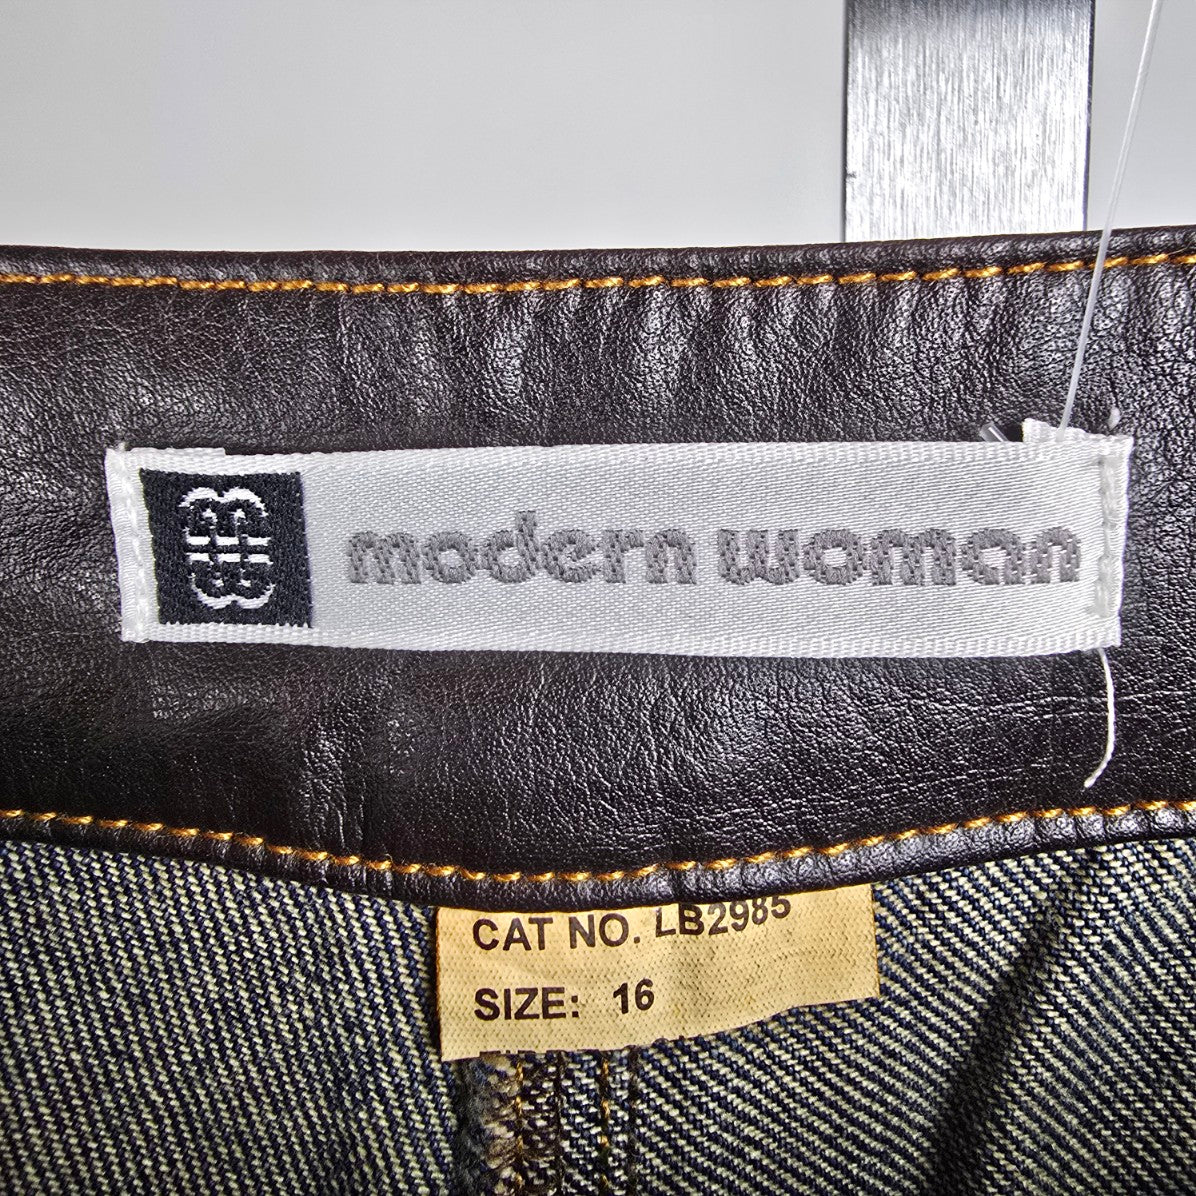 modern woman
CAT NO. LB2985
SIZE: 16